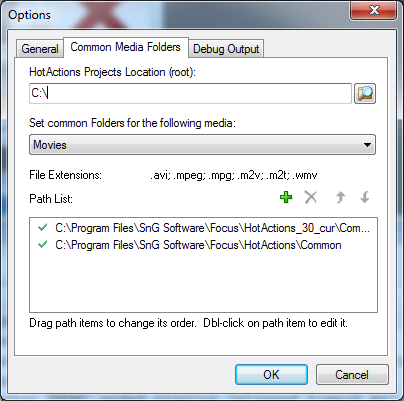 Options
General
Common Media Folders
Debug Output
HotActions Projects Location (root):
C:\
Set common Folders for the following media:
Movies
File Extensions: .avi; .mpeg; .mpg; .m2v; .m2t; .wmv
Path List:
C:\Program Files\SnG Software\Focus\HotActions_30_cur\Com...
C:\Program Files\SnG Software\Focus\HotActions\Common
Drag path items to change its order. Dbl-click on path item to edit it.
OK
Cancel